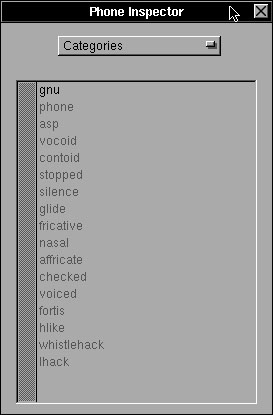 Phone Inspector
Categories
gnu
phone
asp
vocoid
contoid
stopped
silence
glide
fricative
nasal
affricate
checked
voiced
fortis
hlike
whistlehack
lhack